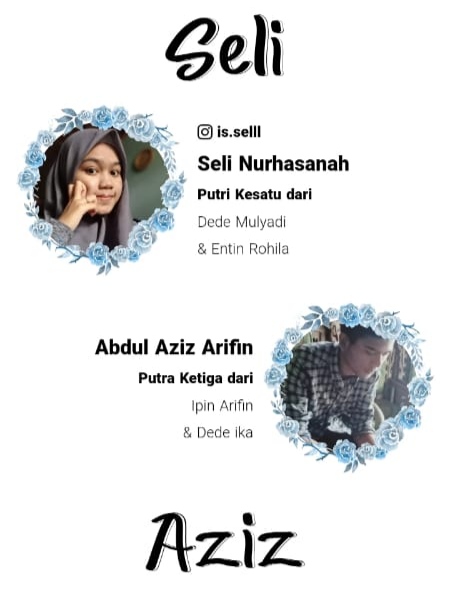 Seli
is.selll
Seli Nurhasanah
Putri Kesatu dari
Dede Mulyadi
& Entin Rohila
Abdul Aziz Arifin
Putra Ketiga dari
Ipin Arifin
& Dede ika
Aziz